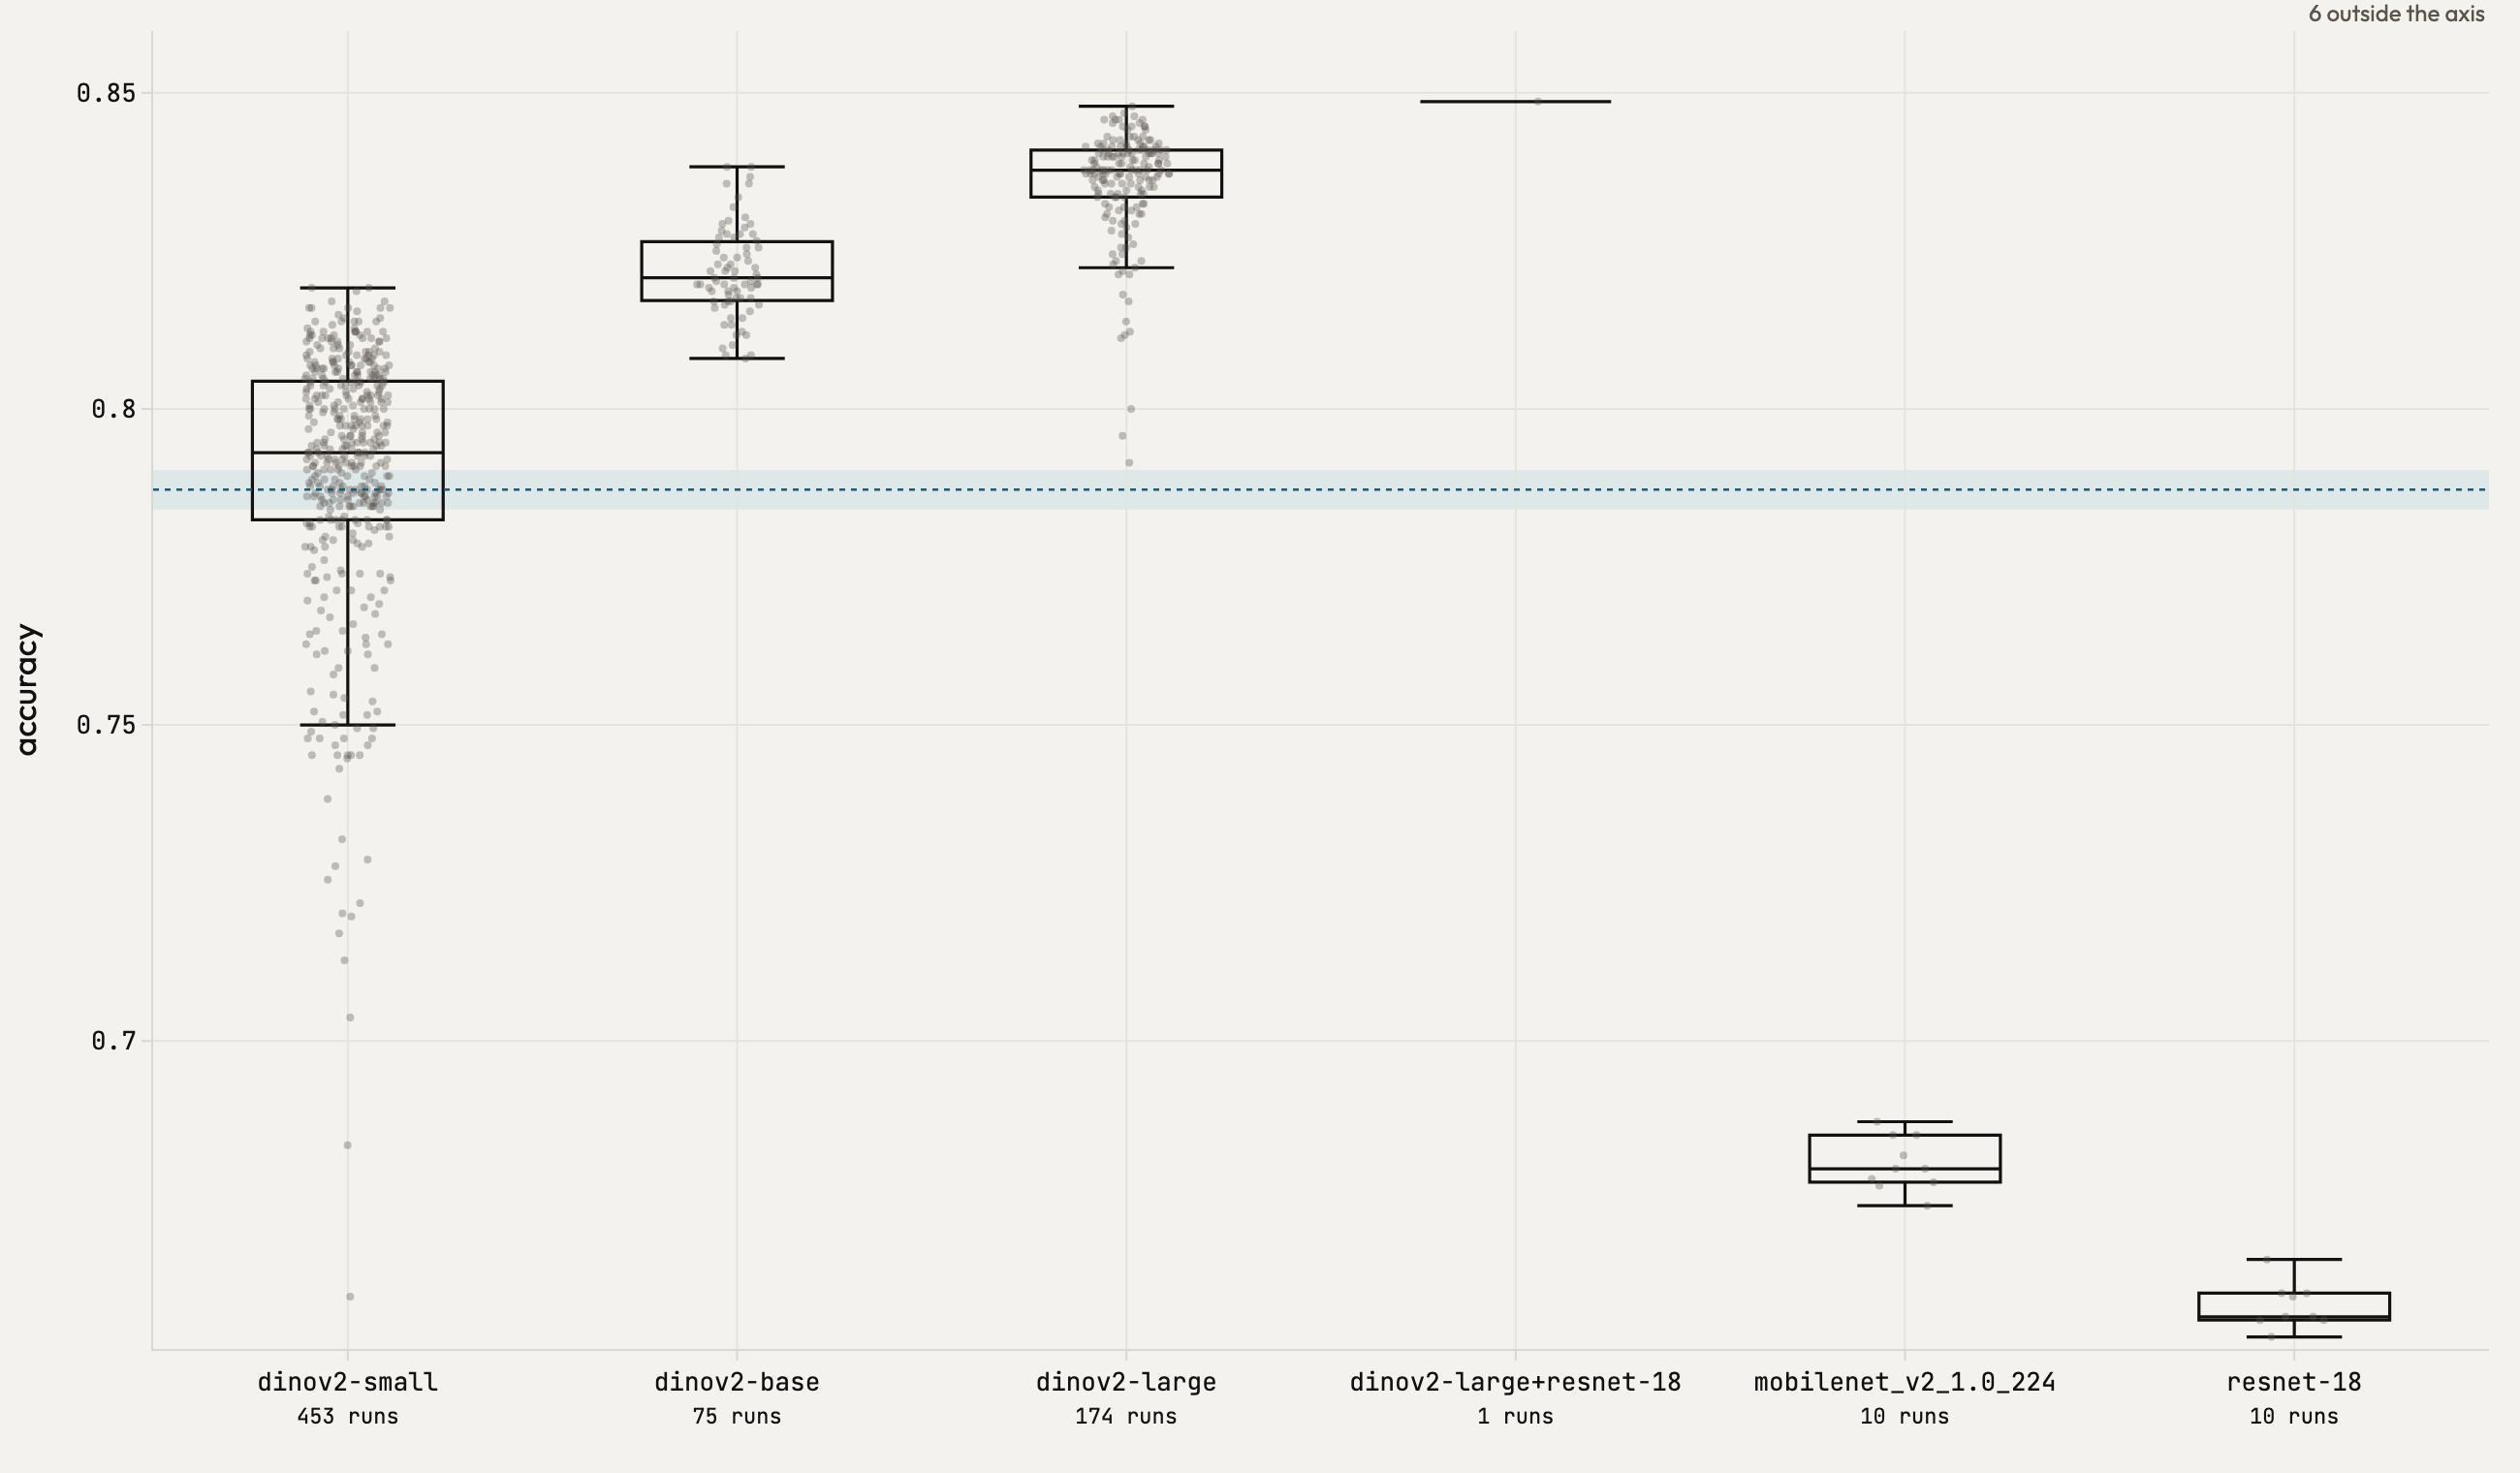 6 outside the axis
0.85
0.8
0.75
0.7
accuracy
dinov2-small
453 runs
dinov2-base
75 runs
dinov2-large
174 runs
dinov2-large+resnet-18
1 runs
mobilenet_v2_1.0_224
10 runs
resnet-18
10 runs